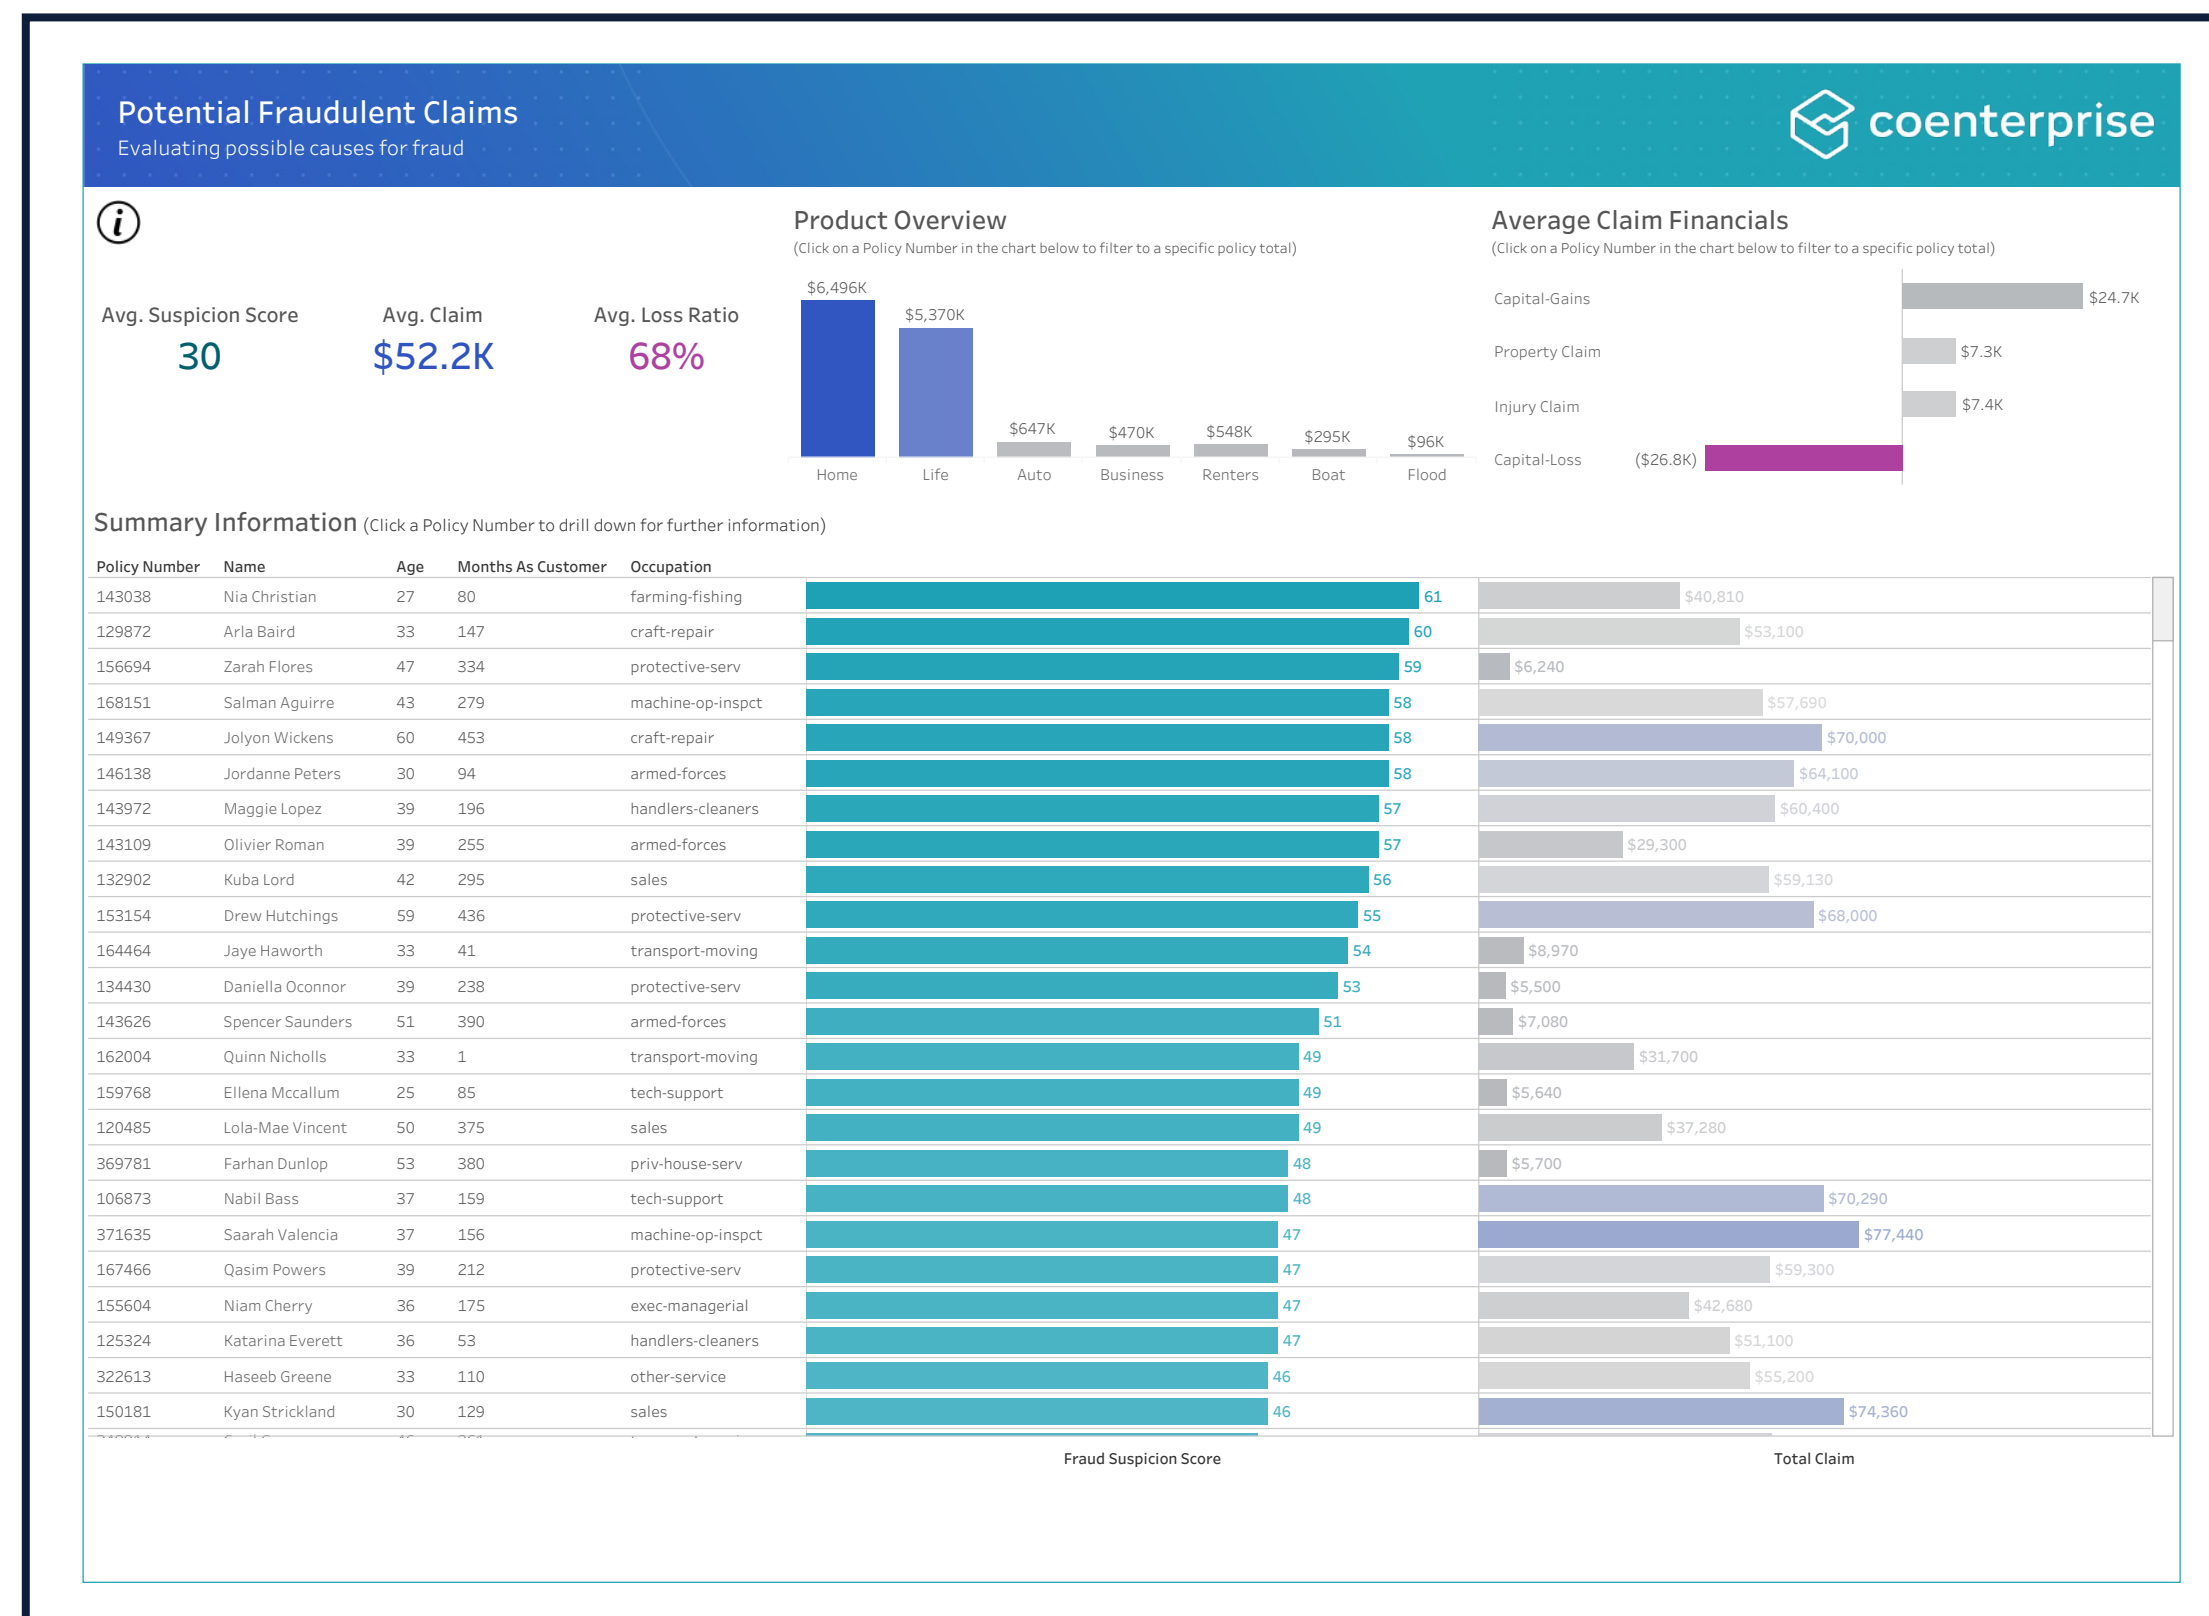 Potential Fraudulent Claims
Evaluating possible causes for fraud
coenterprise
i
Avg. Suspicion Score
30
Avg. Claim
$52.2K
Avg. Loss Ratio
68%
Product Overview
(Click on a Policy Number in the chart below to filter to a specific policy total)
$6,496K $5,370K $647K $470K $548K $295K $96K
Home Life Auto Business Renters Boat Flood
Average Claim Financials
(Click on a Policy Number in the chart below to filter to a specific policy total)
Capital-Gains $24.7K
Property Claim $7.3K
Injury Claim $7.4K
Capital-Loss ($26.8K)
Summary Information (Click a Policy Number to drill down for further information)
Policy Number Name Age Months As Customer Occupation
143038 Nia Christian 27 80 farming-fishing 61 $40,810
129872 Arla Baird 33 147 craft-repair 60 $53,100
156694 Zarah Flores 47 334 protective-serv 59 $6,240
168151 Salman Aguirre 43 279 machine-op-inspct 58 $57,690
149367 Jolyon Wickens 60 453 craft-repair 58 $70,000
146138 Jordanne Peters 30 94 armed-forces 58 $64,100
143972 Maggie Lopez 39 196 handlers-cleaners 57 $60,400
143109 Olivier Roman 39 255 armed-forces 57 $29,300
132902 Kuba Lord 42 295 sales 56 $59,130
153154 Drew Hutchings 59 436 protective-serv 55 $68,000
164464 Jaye Haworth 33 41 transport-moving 54 $8,970
134430 Daniella Oconnor 39 238 protective-serv 53 $5,500
143626 Spencer Saunders 51 390 armed-forces 51 $7,080
162004 Quinn Nicholls 33 1 transport-moving 49 $31,700
159768 Ellena Mccallum 25 85 tech-support 49 $5,640
120485 Lola-Mae Vincent 50 375 sales 49 $37,280
369781 Farhan Dunlop 53 380 priv-house-serv 48 $5,700
106873 Nabil Bass 37 159 tech-support 48 $70,290
371635 Saarah Valencia 37 156 machine-op-inspct 47 $77,440
167466 Qasim Powers 39 212 protective-serv 47 $59,300
155604 Niam Cherry 36 175 exec-managerial 47 $42,680
125324 Katarina Everett 36 53 handlers-cleaners 47 $51,100
322613 Haseeb Greene 33 110 other-service 46 $55,200
150181 Kyan Strickland 30 129 sales 46 $74,360
Fraud Suspicion Score Total Claim